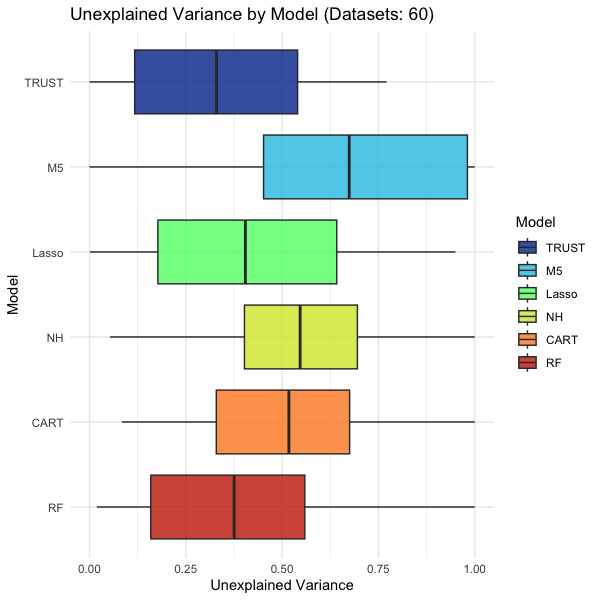 Unexplained Variance by Model (Datasets: 60)
TRUST
M5
Lasso
NH
CART
RF
Model
0.00
0.25
0.50
0.75
1.00
Unexplained Variance
Model
TRUST
M5
Lasso
NH
CART
RF